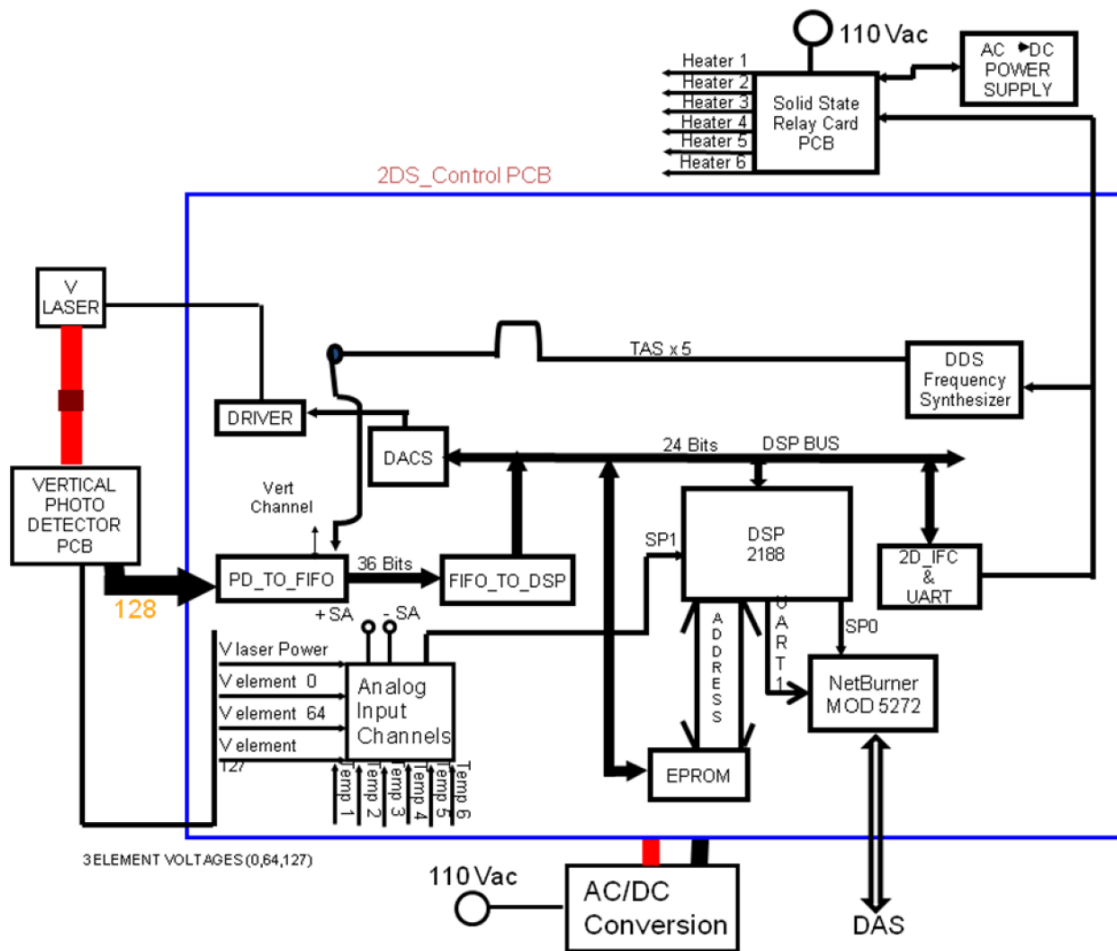 110 Vac
AC DC
POWER
SUPPLY
Heater 1
Heater 2
Heater 3
Heater 4
Heater 5
Heater 6
Solid State
Relay Card
PCB
2DS_Control PCB
V
LASER
TAS x 5
DDS
Frequency
Synthesizer
DRIVER
DACS
24 Bits
DSP BUS
VERTICAL
PHOTO
DETECTOR
PCB
Vert
Channel
DSP
2188
SP1
PD_TO_FIFO
36 Bits
FIFO_TO_DSP
2D_IFC
&
UART
128
+SA
- SA
ADDRESS
UART1
SP0
V laser Power
V element 0
V element 64
V element
127
Analog
Input
Channels
NetBurner
MOD 5272
EPROM
Temp 1
Temp 2
Temp 3
Temp 4
Temp 5
Temp 6
3ELEMENT VOLTAGES(0,64,127)
110 Vac
AC/DC
Conversion
DAS